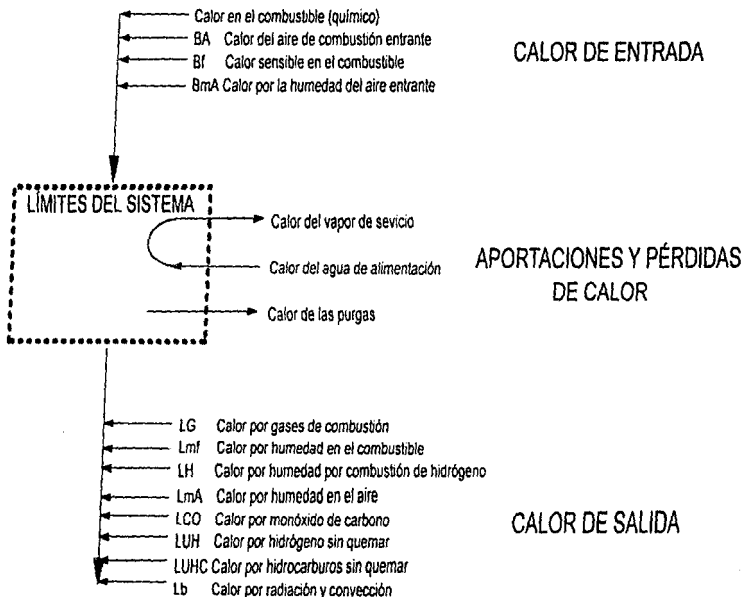 Calor en el combustible (químico)
BA Calor del aire de combustión entrante
Bf Calor sensible en el combustible
BmA Calor por la humedad del aire entrante
CALOR DE ENTRADA
LÍMITES DEL SISTEMA
Calor del vapor de sevicio
Calor del agua de alimentación
Calor de las purgas
APORTACIONES Y PÉRDIDAS
DE CALOR
LG Calor por gases de combustión
Lmf Calor por humedad en el combustible
LH Calor por humedad por combustión de hidrógeno
LmA Calor por humedad en el aire
LCO Calor por monóxido de carbono
LUH Calor por hidrógeno sin quemar
LUHC Calor por hidrocarburos sin quemar
Lb Calor por radiación y convección
CALOR DE SALIDA